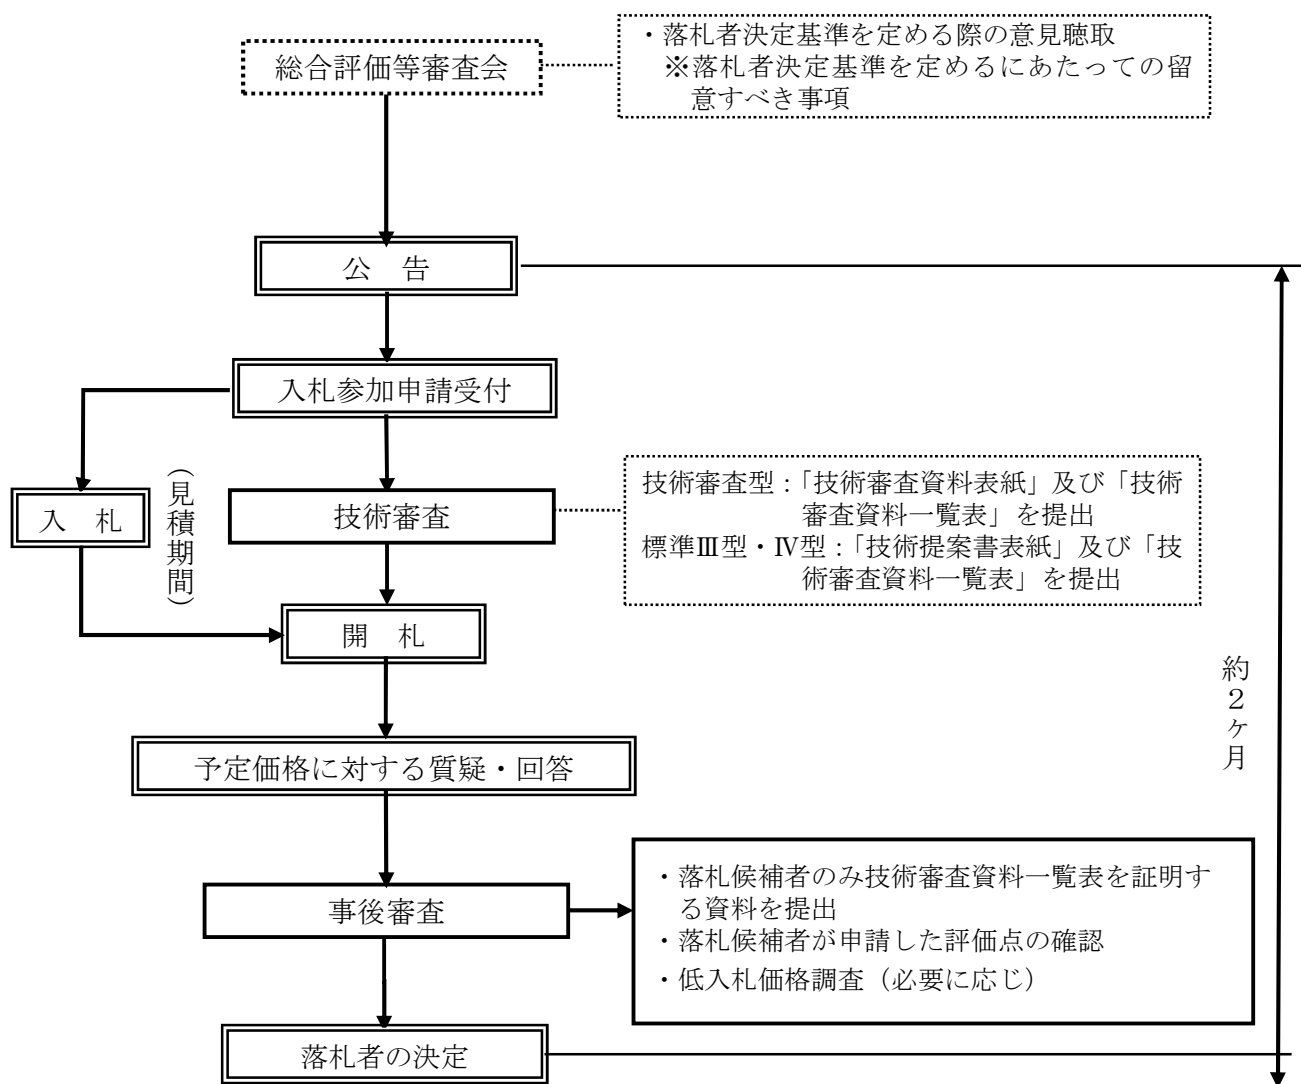 総合評価等審査会
・落札者決定基準を定める際の意見聴取
※落札者決定基準を定めるにあたっての留
意すべき事項
公　告
入札参加申請受付
入　札
(見積期間)
技術審査
技術審査型：「技術審査資料表紙」及び「技術
審査資料一覧表」を提出
標準Ⅲ型・Ⅳ型：「技術提案書表紙」及び「技
術審査資料一覧表」を提出
開　札
約２ヶ月
予定価格に対する質疑・回答
事後審査
・落札候補者のみ技術審査資料一覧表を証明す
る資料を提出
・落札候補者が申請した評価点の確認
・低入札価格調査（必要に応じ）
落札者の決定